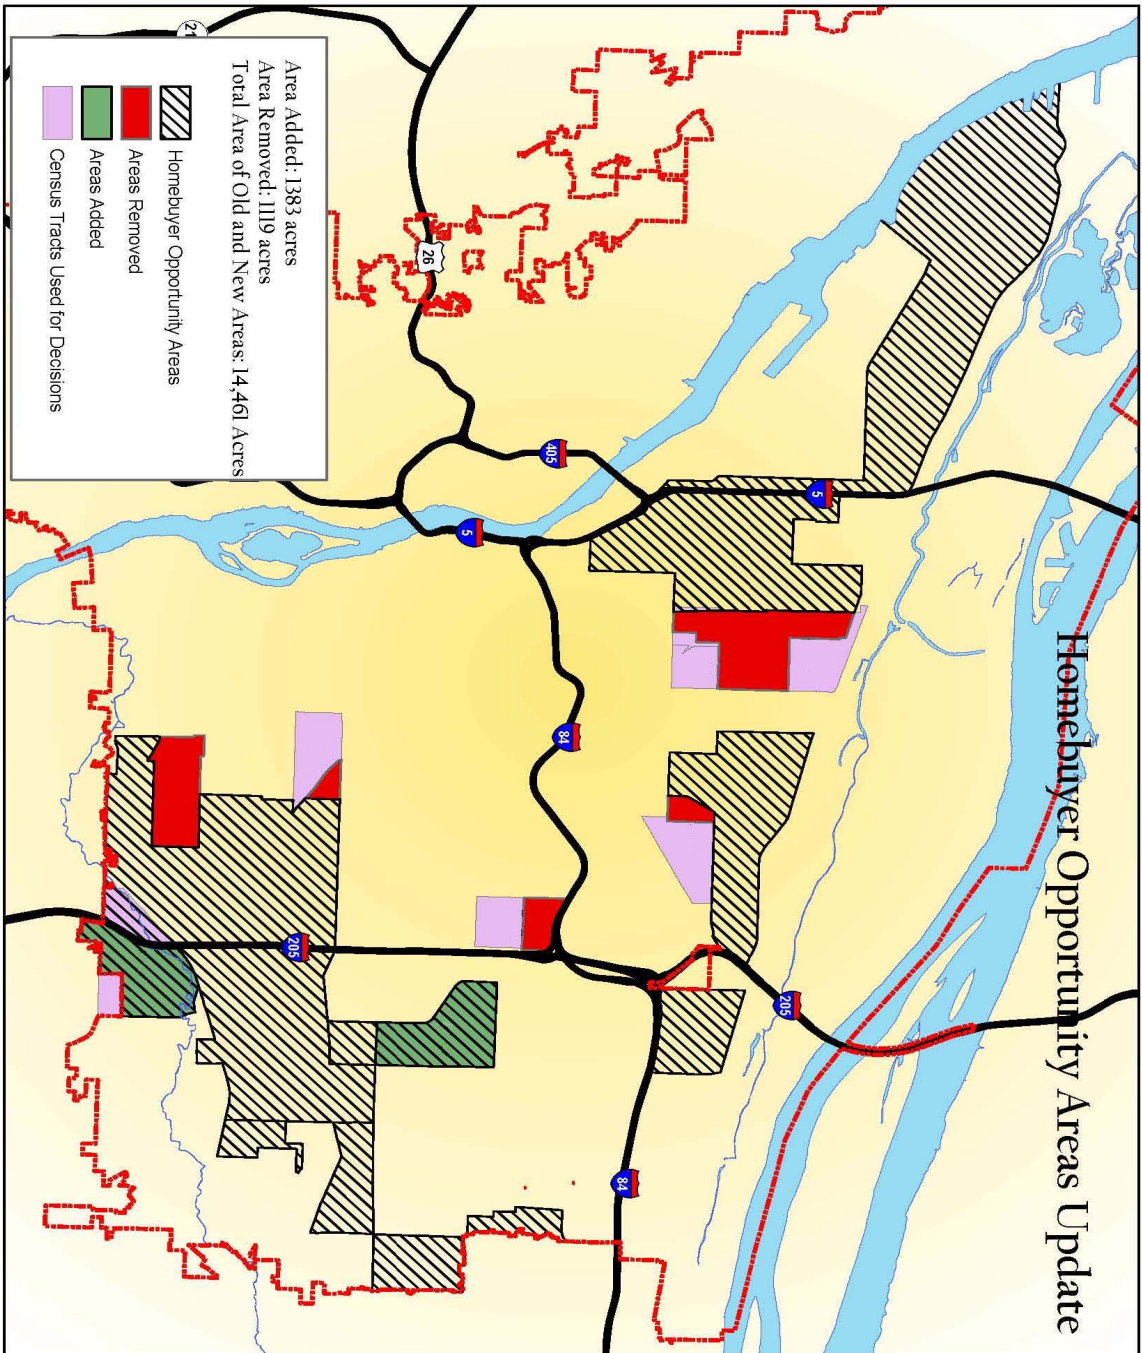 Homebuyer Opportunity Areas Update
205
5
84
84
405
5
205
26
21
Area Added: 1383 acres
Area Removed: 1119 acres
Total Area of Old and New Areas: 14,461 Acres
Homebuyer Opportunity Areas
Areas Removed
Areas Added
Census Tracts Used for Decisions